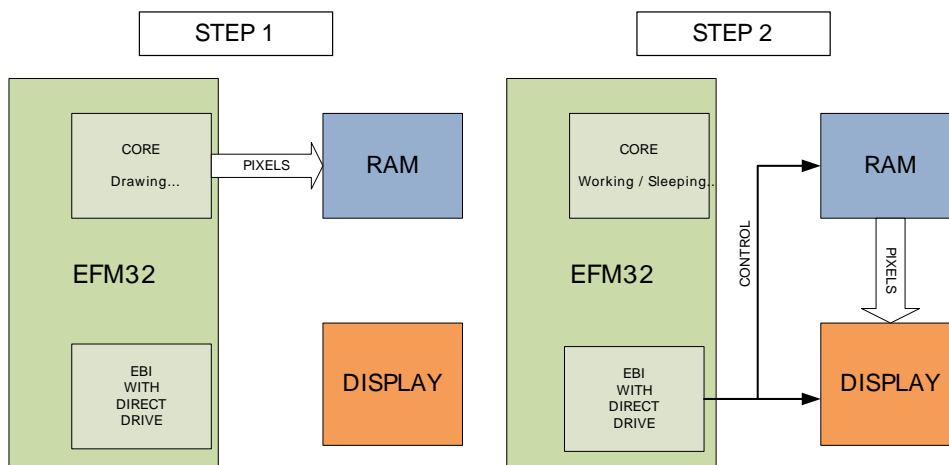 STEP 1
CORE
Drawing...
PIXELS
RAM
EFM32
EBI
WITH
DIRECT
DRIVE
DISPLAY
STEP 2
CORE
Working / Sleeping..
CONTROL
RAM
PIXELS
EFM32
EBI
WITH
DIRECT
DRIVE
DISPLAY